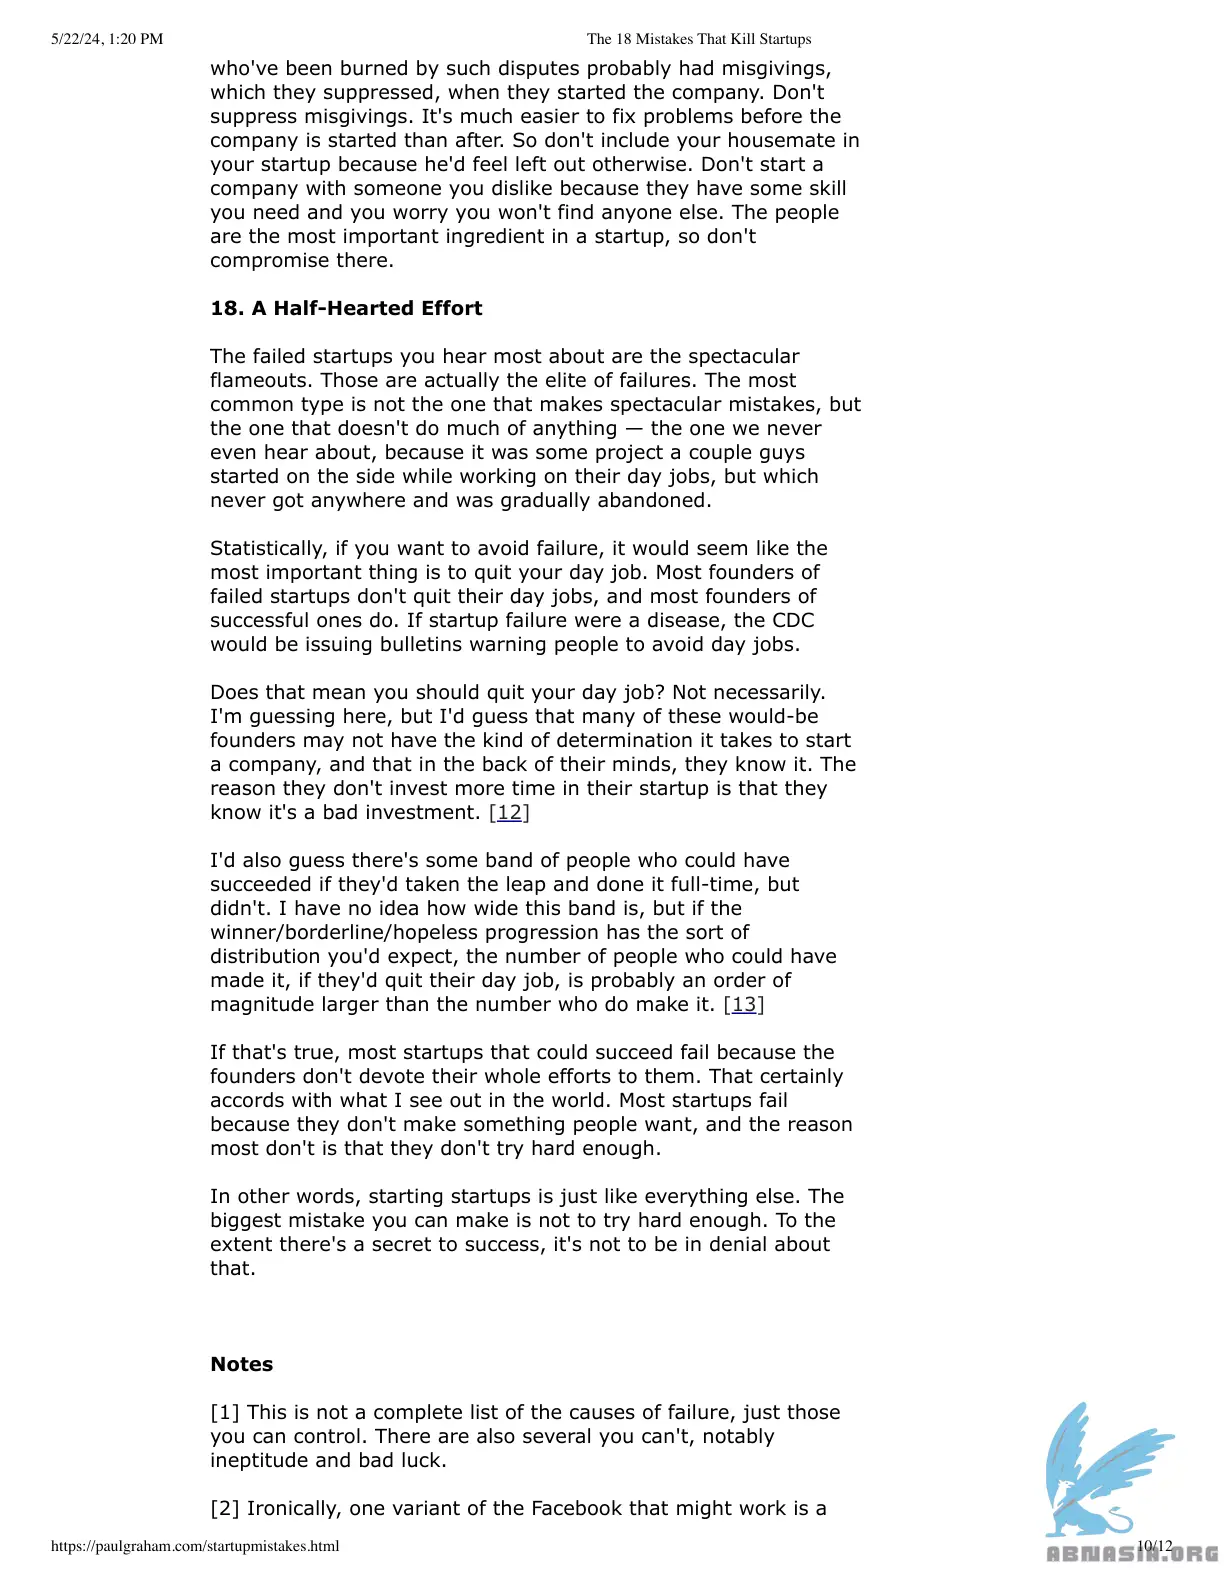 5/22/24, 1:20 PM
The 18 Mistakes That Kill Startups
who've been burned by such disputes probably had misgivings,
which they suppressed, when they started the company. Don't
suppress misgivings. It's much easier to fix problems before the
company is started than after. So don't include your housemate in
your startup because he'd feel left out otherwise. Don't start a
company with someone you dislike because they have some skill
you need and you worry you won't find anyone else. The people
are the most important ingredient in a startup, so don't
compromise there.
18. A Half-Hearted Effort
The failed startups you hear most about are the spectacular
flameouts. Those are actually the elite of failures. The most
common type is not the one that makes spectacular mistakes, but
the one that doesn't do much of anything — the one we never
even hear about, because it was some project a couple guys
started on the side while working on their day jobs, but which
never got anywhere and was gradually abandoned.
Statistically, if you want to avoid failure, it would seem like the
most important thing is to quit your day job. Most founders of
failed startups don't quit their day jobs, and most founders of
successful ones do. If startup failure were a disease, the CDC
would be issuing bulletins warning people to avoid day jobs.
Does that mean you should quit your day job? Not necessarily.
I'm guessing here, but I'd guess that many of these would-be
founders may not have the kind of determination it takes to start
a company, and that in the back of their minds, they know it. The
reason they don't invest more time in their startup is that they
know it's a bad investment. [12]
I'd also guess there's some band of people who could have
succeeded if they'd taken the leap and done it full-time, but
didn't. I have no idea how wide this band is, but if the
winner/borderline/hopeless progression has the sort of
distribution you'd expect, the number of people who could have
made it, if they'd quit their day job, is probably an order of
magnitude larger than the number who do make it. [13]
If that's true, most startups that could succeed fail because the
founders don't devote their whole efforts to them. That certainly
accords with what I see out in the world. Most startups fail
because they don't make something people want, and the reason
most don't is that they don't try hard enough.
In other words, starting startups is just like everything else. The
biggest mistake you can make is not to try hard enough. To the
extent there's a secret to success, it's not to be in denial about
that.
Notes
[1] This is not a complete list of the causes of failure, just those
you can control. There are also several you can't, notably
ineptitude and bad luck.
[2] Ironically, one variant of the Facebook that might work is a
https://paulgraham.com/startupmistakes.html
10/12
ABNASIA.ORG